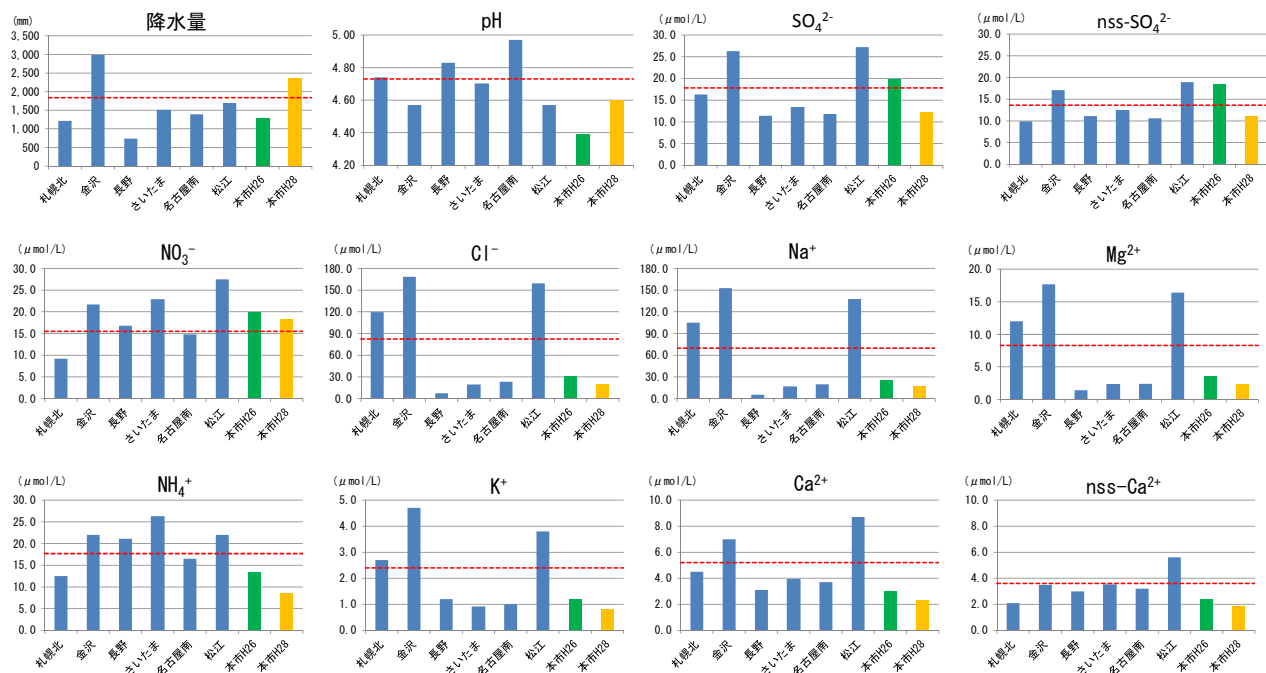 降水量
(mm)
3,500
3,000
2,500
2,000
1,500
1,000
500
0
札幌北
金沢
長野
さいたま
名古屋南
松江
本市H26
本市H28
pH
5.00
4.80
4.60
4.40
4.20
札幌北
金沢
長野
さいたま
名古屋南
松江
本市H26
本市H28
SO₄²⁻
(μmol/L)
30.0
25.0
20.0
15.0
10.0
5.0
0.0
札幌北
金沢
長野
さいたま
名古屋南
松江
本市H26
本市H28
nss-SO₄²⁻
(μmol/L)
30.0
25.0
20.0
15.0
10.0
5.0
0.0
札幌北
金沢
長野
さいたま
名古屋南
松江
本市H26
本市H28
NO₃⁻
(μmol/L)
30.0
25.0
20.0
15.0
10.0
5.0
0.0
札幌北
金沢
長野
さいたま
名古屋南
松江
本市H26
本市H28
Cl⁻
(μmol/L)
180.0
150.0
120.0
90.0
60.0
30.0
0.0
札幌北
金沢
長野
さいたま
名古屋南
松江
本市H26
本市H28
Na⁺
(μmol/L)
180.0
150.0
120.0
90.0
60.0
30.0
0.0
札幌北
金沢
長野
さいたま
名古屋南
松江
本市H26
本市H28
Mg²⁺
(μmol/L)
20.0
15.0
10.0
5.0
0.0
札幌北
金沢
長野
さいたま
名古屋南
松江
本市H26
本市H28
NH₄⁺
(μmol/L)
30.0
25.0
20.0
15.0
10.0
5.0
0.0
札幌北
金沢
長野
さいたま
名古屋南
松江
本市H26
本市H28
K⁺
(μmol/L)
5.0
4.0
3.0
2.0
1.0
0.0
札幌北
金沢
長野
さいたま
名古屋南
松江
本市H26
本市H28
Ca²⁺
(μmol/L)
10.0
8.0
6.0
4.0
2.0
0.0
札幌北
金沢
長野
さいたま
名古屋南
松江
本市H26
本市H28
nss-Ca²⁺
(μmol/L)
10.0
8.0
6.0
4.0
2.0
0.0
札幌北
金沢
長野
さいたま
名古屋南
松江
本市H26
本市H28